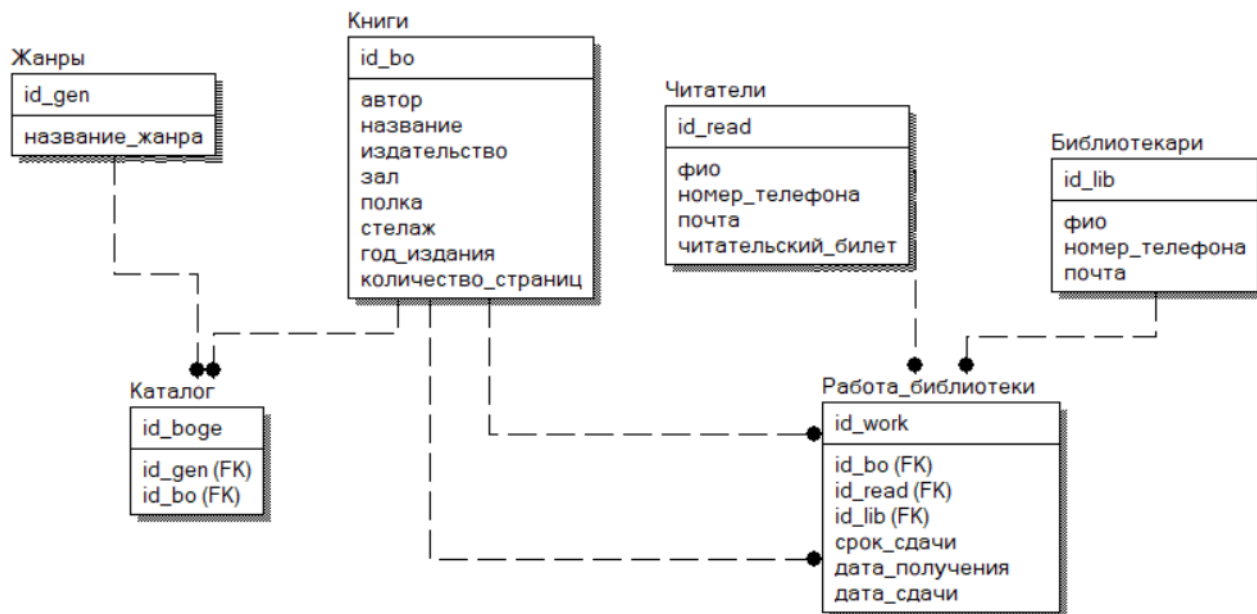 Жанры
id_gen
название_жанра
Книги
id_bo
автор
название
издательство
зал
полка
стелаж
год_издания
количество_страниц
Читатели
id_read
фио
номер_телефона
почта
читательский_билет
Библиотекари
id_lib
фио
номер_телефона
почта
Каталог
id_boge
id_gen (FK)
id_bo (FK)
Работа_библиотеки
id_work
id_bo (FK)
id_read (FK)
id_lib (FK)
срок_сдачи
дата_получения
дата_сдачи